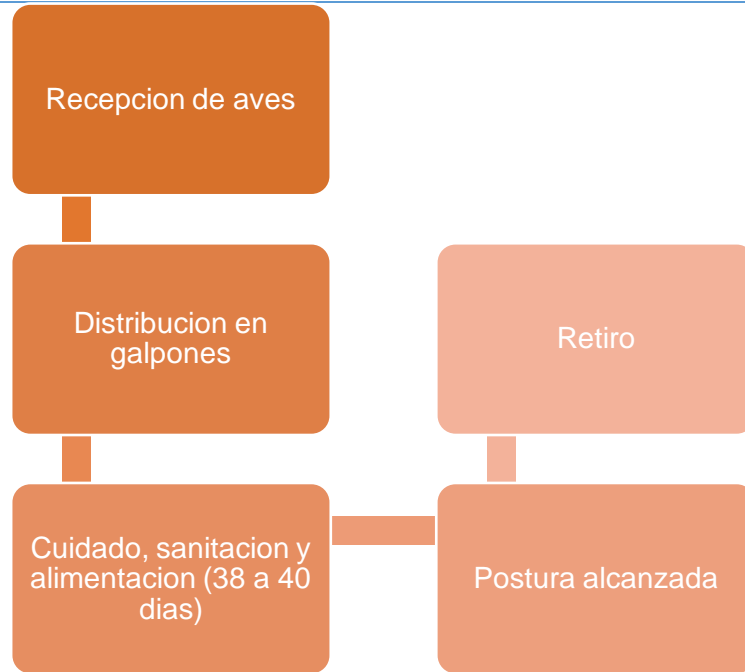 Recepcion de aves
Distribucion en
galpones
Cuidado, sanitacion y
alimentacion (38 a 40
dias)
Postura alcanzada
Retiro